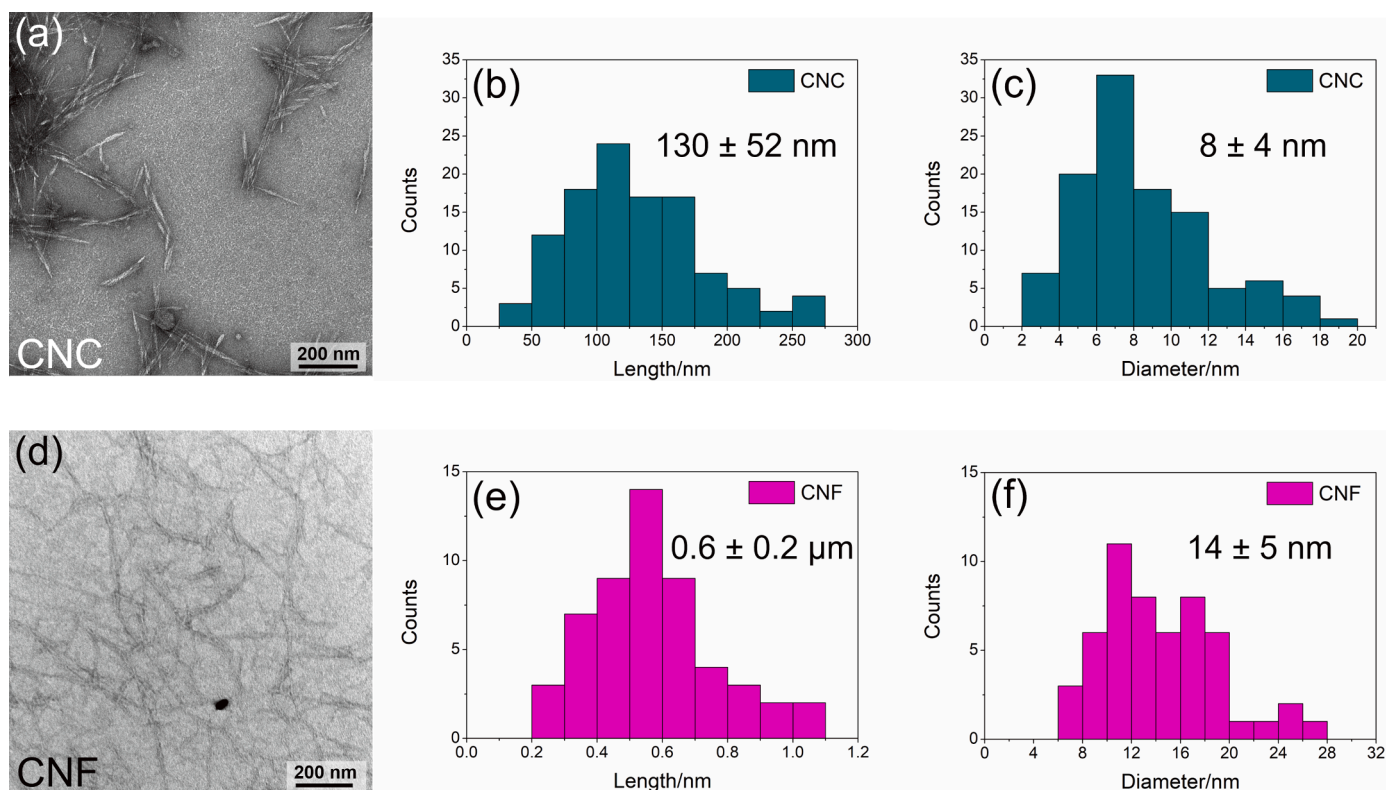 (a)
CNC
200 nm
(b)
CNC
130 ± 52 nm
35
30
25
20
15
10
5
0
50 100 150 200 250 300
Counts
Length/nm
(c)
CNC
8 ± 4 nm
35
30
25
20
15
10
5
0
0 2 4 6 8 10 12 14 16 18 20
Counts
Diameter/nm
(d)
CNF
200 nm
(e)
CNF
0.6 ± 0.2 µm
15
10
5
0
0.0 0.2 0.4 0.6 0.8 1.0 1.2
Counts
Length/nm
(f)
CNF
14 ± 5 nm
15
10
5
0
0 4 8 12 16 20 24 28 32
Counts
Diameter/nm